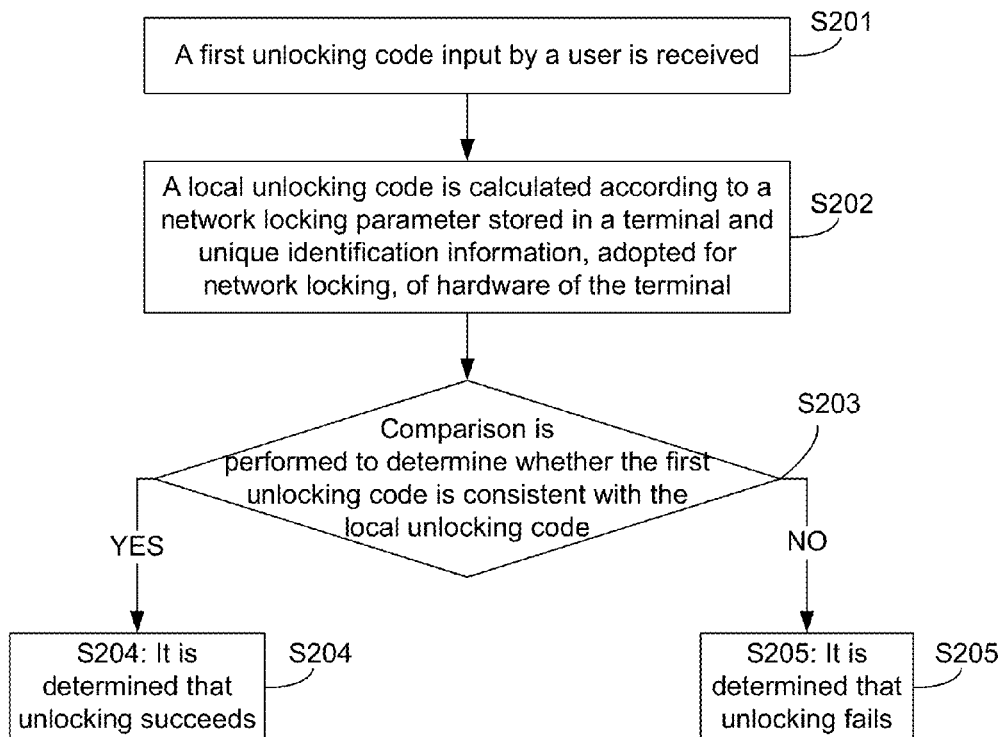 S201
A first unlocking code input by a user is received
A local unlocking code is calculated according to a
network locking parameter stored in a terminal and
unique identification information, adopted for
network locking, of hardware of the terminal
S202
S203
Comparison is
performed to determine whether the first
unlocking code is consistent with the
local unlocking code
YES
NO
S204: It is
determined that
unlocking succeeds
S204
S205: It is
determined that
unlocking fails
S205